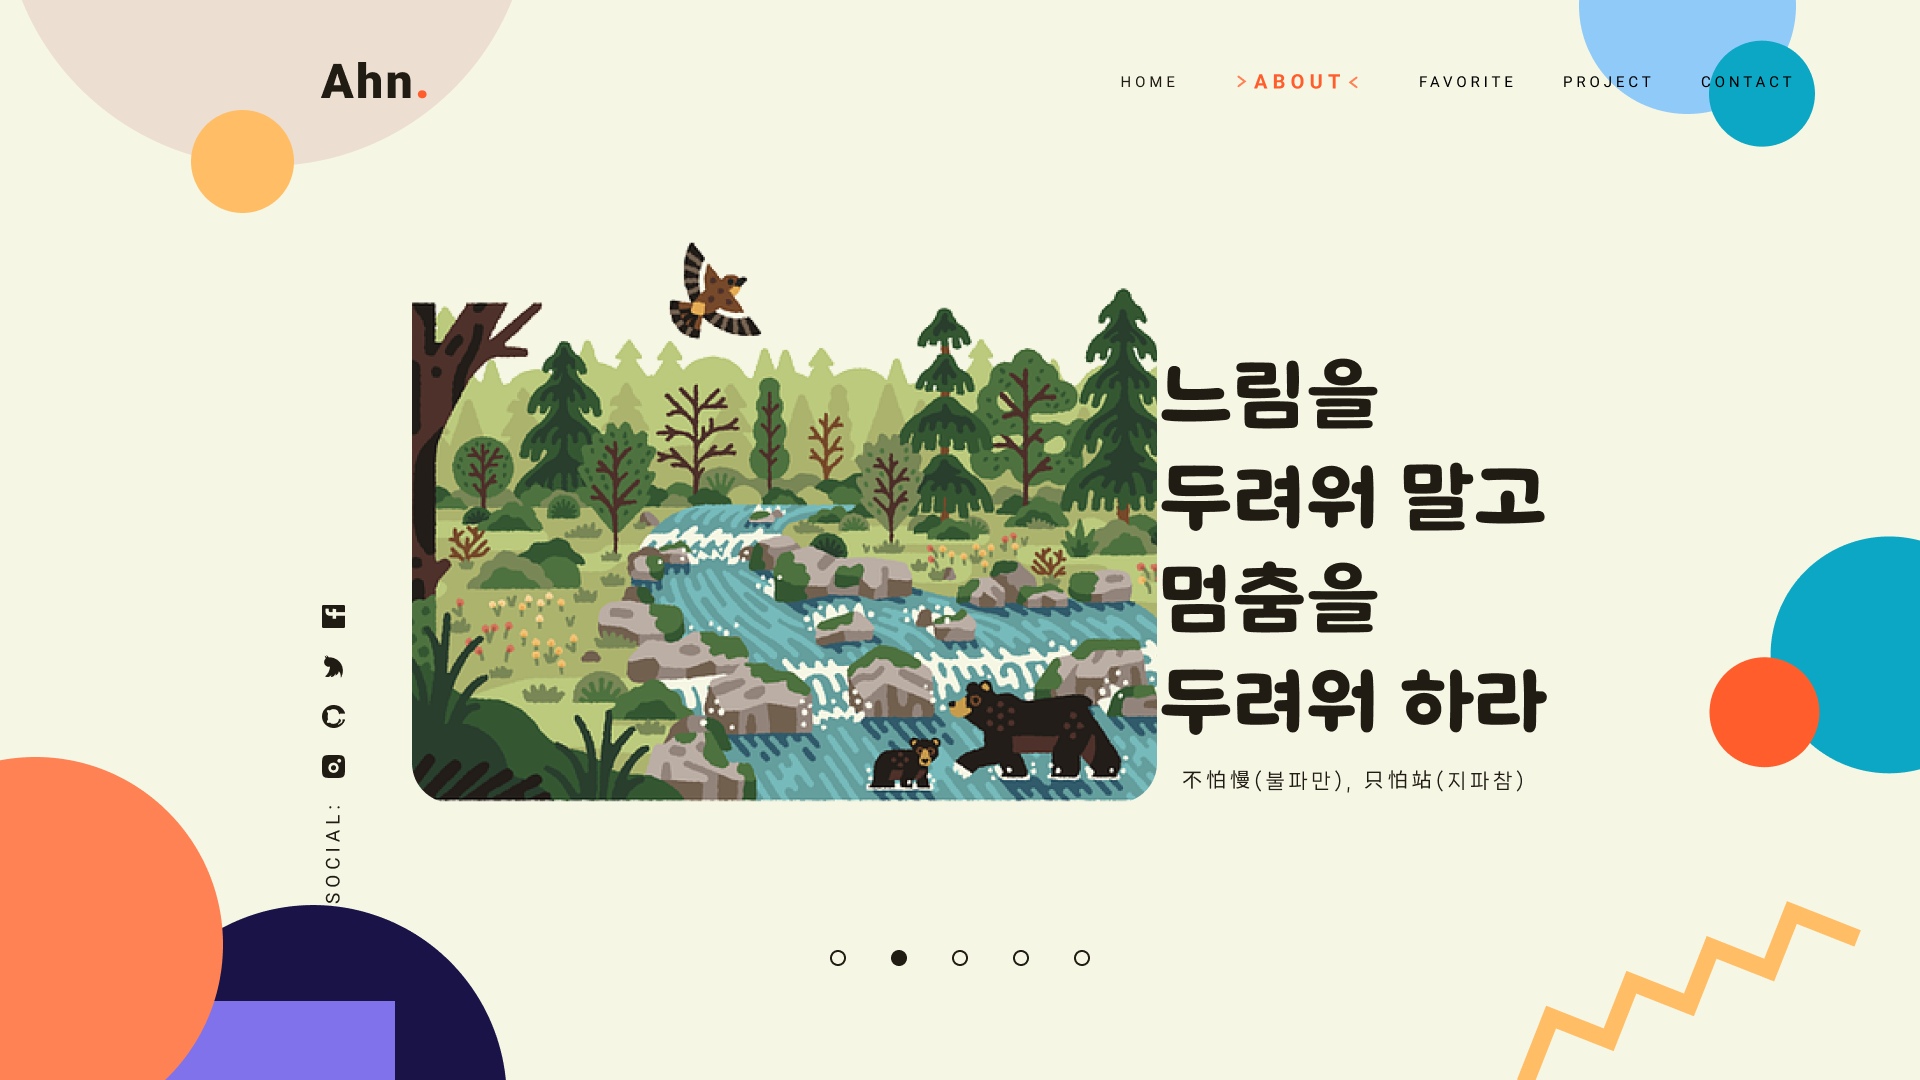 Ahn.
HOME > ABOUT < FAVORITE PROJECT CONTACT
느림을
두려워 말고
멈춤을
두려워 하라
不怕慢(불파만), 只怕站(지파참)
SOCIAL: